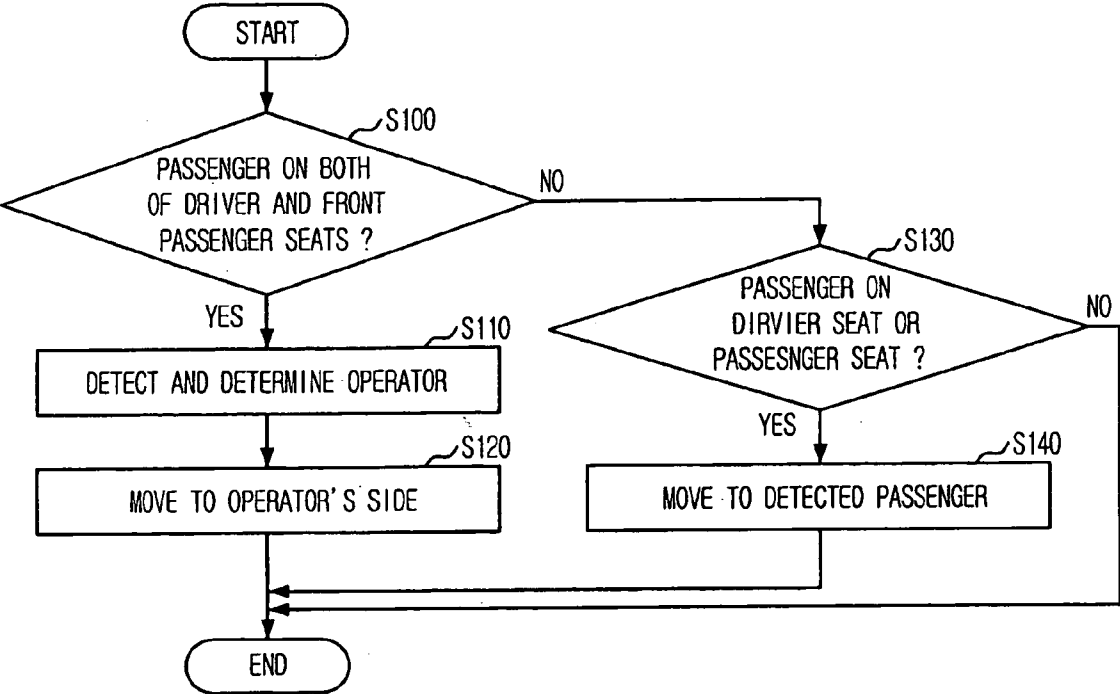 START
S100
PASSENGER ON BOTH
OF DRIVER AND FRONT
PASSENGER SEATS ?
NO
YES
S110
DETECT AND DETERMINE OPERATOR
S120
MOVE TO OPERATOR'S SIDE
S130
PASSENGER ON
DIRVIER SEAT OR
PASSESNGER SEAT ?
NO
YES
S140
MOVE TO DETECTED PASSENGER
END